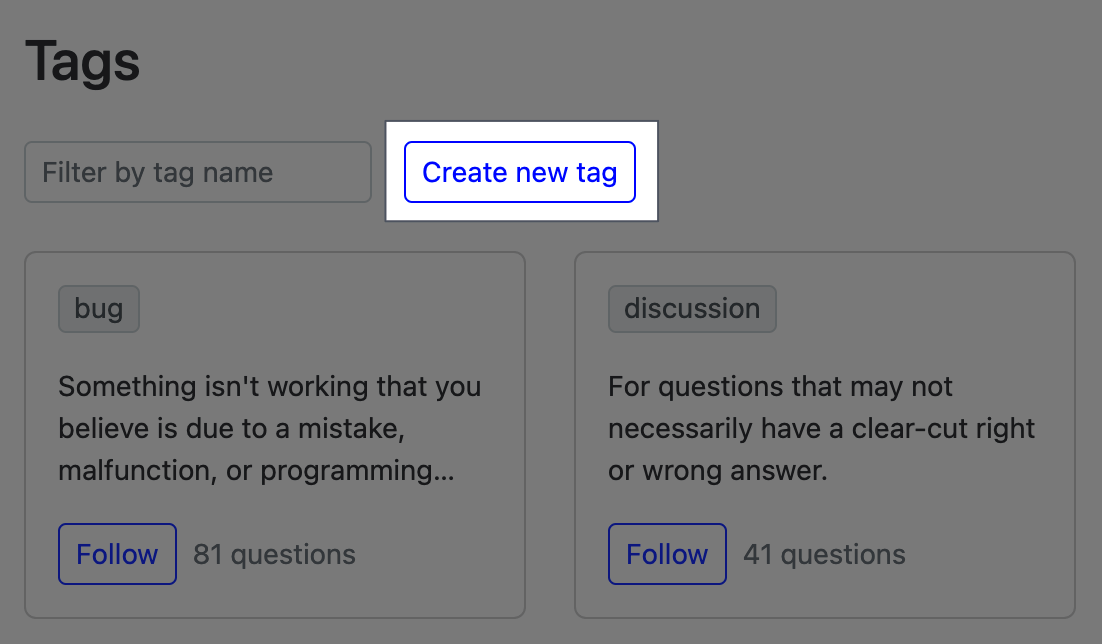 Tags
Filter by tag name
Create new tag
bug
Something isn't working that you
believe is due to a mistake,
malfunction, or programming...
Follow
81 questions
discussion
For questions that may not
necessarily have a clear-cut right
or wrong answer.
Follow
41 questions